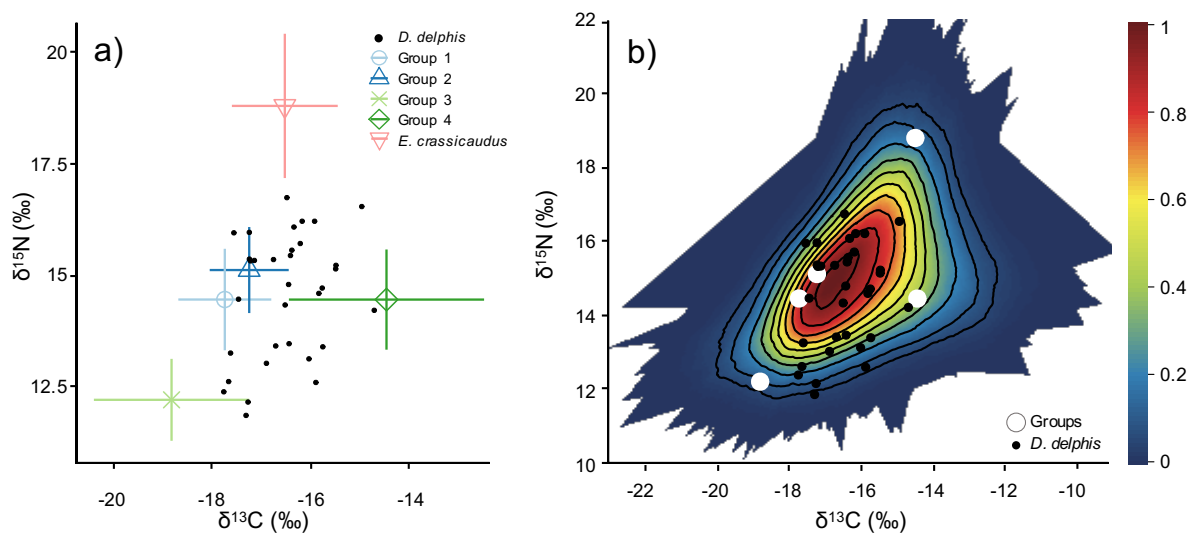 a)
D. delphis
Group 1
Group 2
Group 3
Group 4
E. crassicaudus
20
17.5
15
12.5
δ¹⁵N (‰)
-20
-18
-16
-14
δ¹³C (‰)
b)
22
20
18
16
14
12
10
δ¹⁵N (‰)
Groups
D. delphis
-22
-20
-18
-16
-14
-12
-10
δ¹³C (‰)
1
0.8
0.6
0.4
0.2
0